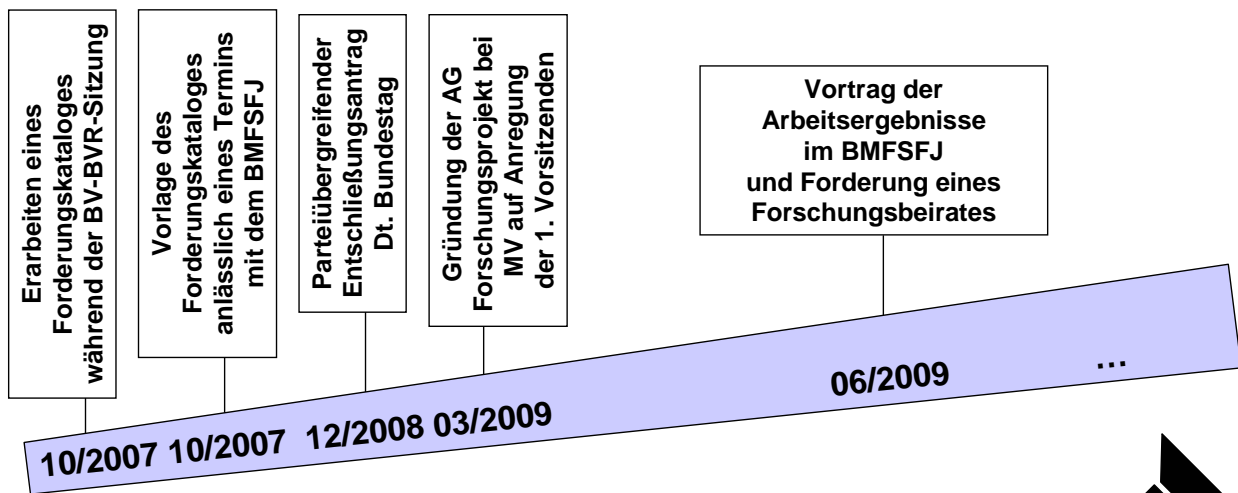 Erarbeiten eines
Forderungskataloges
während der BV-BVR-Sitzung
Vorlage des
Forderungskataloges
anlässlich eines Termins
mit dem BMFSFJ
Parteiübergreifender
Entschließungsantrag
Dt. Bundestag
Gründung der AG
Forschungsprojekt bei
MV auf Anregung
der 1. Vorsitzenden
Vortrag der
Arbeitsergebnisse
im BMFSFJ
und Forderung eines
Forschungsbeirates
10/2007 10/2007 12/2008 03/2009 06/2009 …